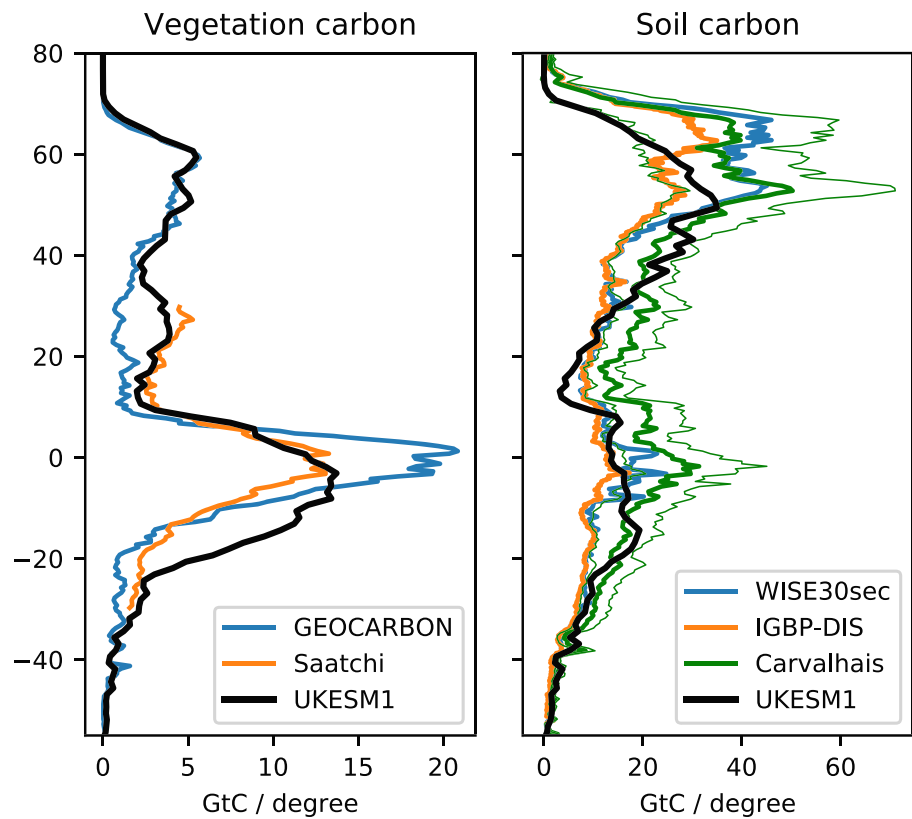 Vegetation carbon
Soil carbon
80
60
40
20
0
−20
−40
0 5 10 15 20
0 20 40 60
GtC / degree
GtC / degree
GEOCARBON
Saatchi
UKESM1
WISE30sec
IGBP-DIS
Carvalhais
UKESM1